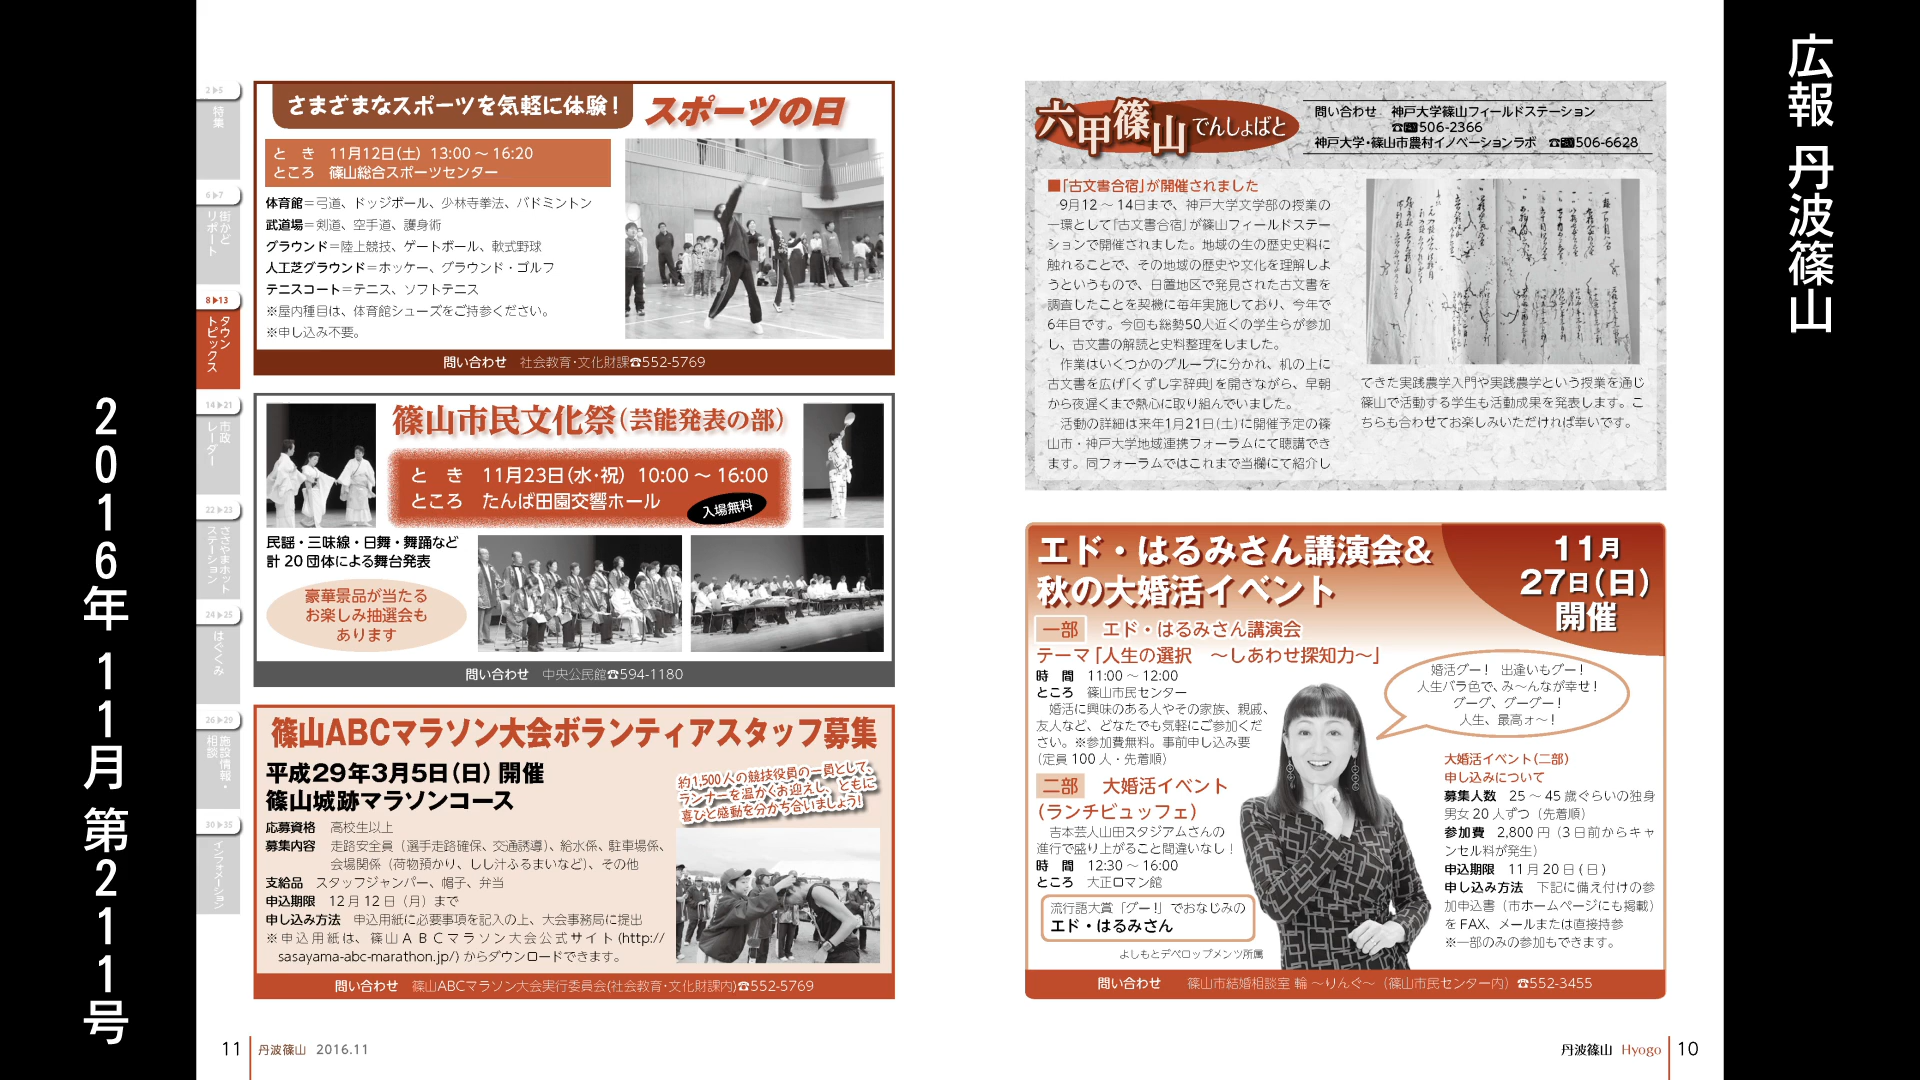 広報 丹波篠山
六甲篠山でんしょばと
問い合わせ 神戸大学篠山フィールドステーション
☎506-2366
神戸大学・篠山市農村イノベーションラボ ☎506-6628
■「古文書合宿」が開催されました
9月12～14日まで、神戸大学文学部の授業の
一環として「古文書合宿」が篠山フィールドステー
ションで開催されました。地域の生の歴史史料に
触れることで、その地域の歴史や文化を理解しよ
うというもので、日置地区で発見された古文書を
調査したことを契機に毎年実施しており、今年で
6年目です。今回も総勢50人近くの学生らが参加
し、古文書の解読と史料整理をしました。
作業はいくつかのグループに分かれ、机の上に
古文書を広げ「くずし字辞典」を開きながら、早朝
から夜遅くまで熱心に取り組んでいました。
活動の詳細は来年1月21日(土)に開催予定の篠
山市・神戸大学地域連携フォーラムにて聴講でき
ます。同フォーラムではこれまで当欄にて紹介し
できた実践農学入門や実践農学という授業を通じ
篠山で活動する学生も活動成果を発表します。こ
ちらも合わせてお楽しみいただければ幸いです。
エド・はるみさん講演会&
秋の大婚活イベント
11月
27日(日)
開催
一部 エド・はるみさん講演会
テーマ「人生の選択 ～しあわせ探知力～」
時 間 11:00～12:00
ところ 篠山市民センター
婚活に興味のある人やその家族、親戚、
友人など、どなたでも気軽にご参加くだ
さい。※参加費無料。事前申し込み要
(定員100人・先着順)
二部 大婚活イベント
(ランチビュッフェ)
吉本芸人山田スタジアムさんの
進行で盛り上がること間違いなし！
時 間 12:30～16:00
ところ 大正ロマン館
流行語大賞「グー！」でおなじみの
エド・はるみさん
よしもとデベロップメンツ所属
婚活グー！ 出逢いもグー！
人生バラ色で、み～んなが幸せ！
グーグ、グーグー！
人生、最高ォ～！
大婚活イベント(二部)
申し込みについて
募集人数 25～45歳ぐらいの独身
男女20人ずつ（先着順）
参加費 2,800円（3日前からキャ
ンセル料が発生）
申込期限 11月20日(日)
申し込み方法 下記に備え付けの参
加申込書（市ホームページにも掲載）
をFAX、メールまたは直接持参
※一部のみの参加もできます。
問い合わせ 篠山市結婚相談室 輪 ～りんぐ～（篠山市民センター内）☎552-3455
丹波篠山 Hyogo 10
2▶5
特集
6▶7
街かどリポート
8▶13
タウントピックス
14▶21
市政レーダー
22▶23
ささやまホットステーション
24▶25
はぐくみ
26▶29
施設情報・相談
30▶35
インフォメーション
さまざまなスポーツを気軽に体験！ スポーツの日
と き 11月12日(土) 13:00～16:20
ところ 篠山総合スポーツセンター
体育館＝弓道、ドッジボール、少林寺拳法、バドミントン
武道場＝剣道、空手道、護身術
グラウンド＝陸上競技、ゲートボール、軟式野球
人工芝グラウンド＝ホッケー、グラウンド・ゴルフ
テニスコート＝テニス、ソフトテニス
※屋内種目は、体育館シューズをご持参ください。
※申し込み不要。
問い合わせ 社会教育・文化財課☎552-5769
篠山市民文化祭(芸能発表の部)
と き 11月23日(水・祝) 10:00～16:00
ところ たんば田園交響ホール
入場無料
民謡・三味線・日舞・舞踊など
計20団体による舞台発表
豪華景品が当たる
お楽しみ抽選会も
あります
問い合わせ 中央公民館☎594-1180
篠山ABCマラソン大会ボランティアスタッフ募集
平成29年3月5日(日) 開催
篠山城跡マラソンコース
約1,500人の競技役員の一員として、
ランナーを温かくお迎えし、ともに
喜びと感動を分かち合いましょう！
応募資格 高校生以上
募集内容 走路安全員（選手走路確保、交通誘導）、給水係、駐車場係、
会場関係（荷物預かり、しし汁ふるまいなど）、その他
支給品 スタッフジャンパー、帽子、弁当
申込期限 12月12日（月）まで
申し込み方法 申込用紙に必要事項を記入の上、大会事務局に提出
※申込用紙は、篠山ABCマラソン大会公式サイト(http://
sasayama-abc-marathon.jp/)からダウンロードできます。
問い合わせ 篠山ABCマラソン大会実行委員会(社会教育・文化財課内)☎552-5769
11 丹波篠山 2016.11
2016年 11月 第211号